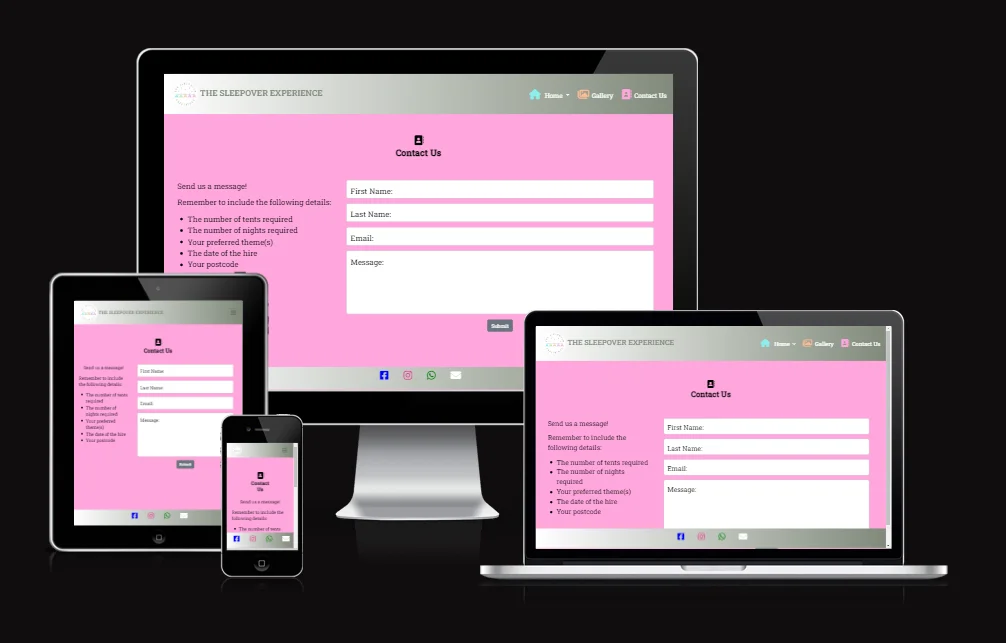 THE SLEEPOVER EXPERIENCE
Home
Gallery
Contact Us
Contact Us
Send us a message!
Remember to include the following details:
The number of tents required
The number of nights required
Your preferred theme(s)
The date of the hire
Your postcode
First Name:
Last Name:
Email:
Message:
Submit
THE SLEEPOVER EXPERIENCE
Contact Us
Send us a message!
Remember to include
the following details:
The number of tents
required
The number of
nights required
Your preferred
theme(s)
The date of the hire
Your postcode
First Name:
Last Name:
Email:
Message:
Submit
Contact
Us
Send us a message!
Remember to include the
following details:
The number of tents
THE SLEEPOVER EXPERIENCE
Home
Gallery
Contact Us
Contact Us
Send us a message!
Remember to include the
following details:
The number of tents required
The number of nights
required
Your preferred theme(s)
The date of the hire
Your postcode
First Name:
Last Name:
Email:
Message: